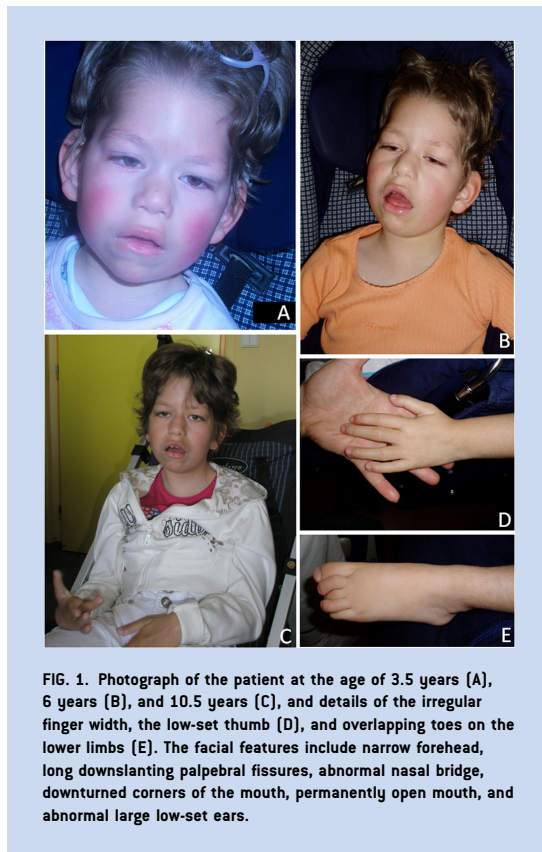 A
B
C
D
E
FIG. 1. Photograph of the patient at the age of 3.5 years (A),
6 years (B), and 10.5 years (C), and details of the irregular
finger width, the low-set thumb (D), and overlapping toes on the
lower limbs (E). The facial features include narrow forehead,
long downslanting palpebral fissures, abnormal nasal bridge,
downturned corners of the mouth, permanently open mouth, and
abnormal large low-set ears.